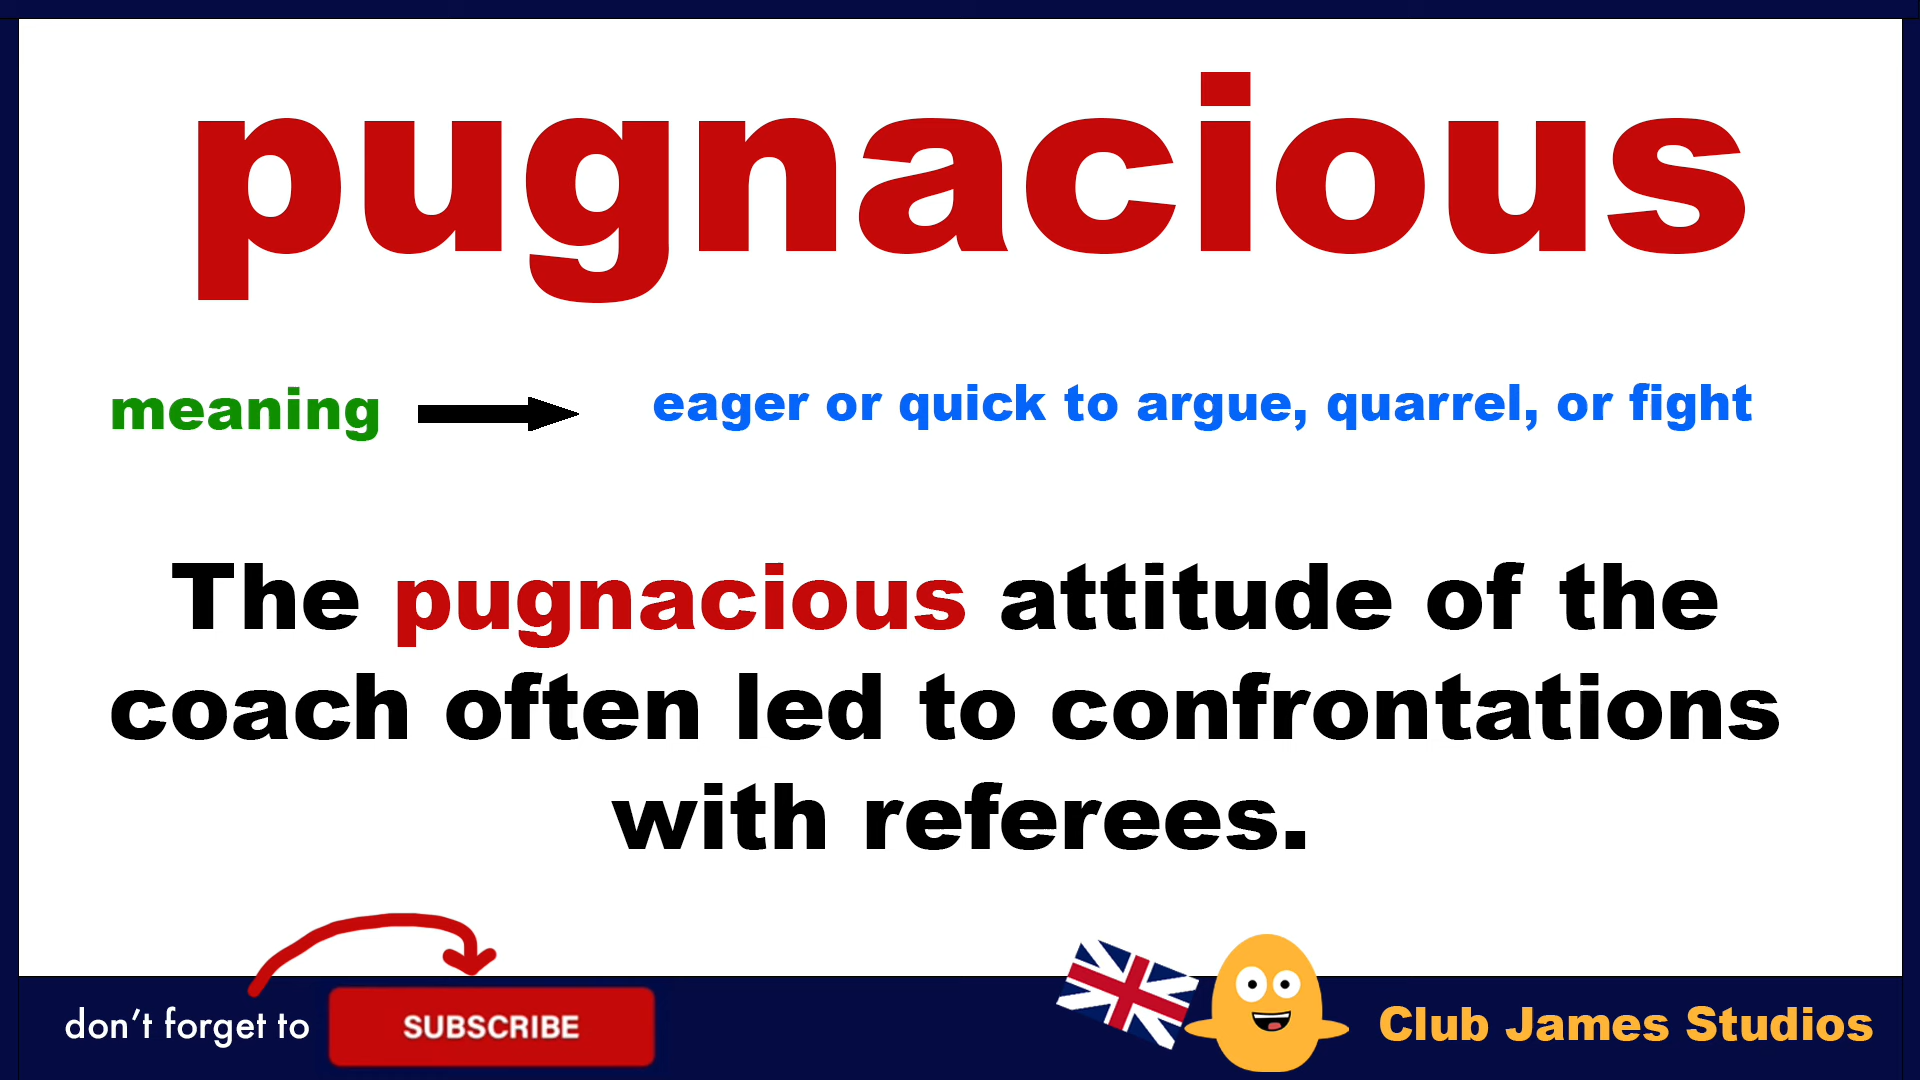 pugnacious
meaning
eager or quick to argue, quarrel, or fight
The pugnacious attitude of the
coach often led to confrontations
with referees.
don't forget to
SUBSCRIBE
Club James Studios